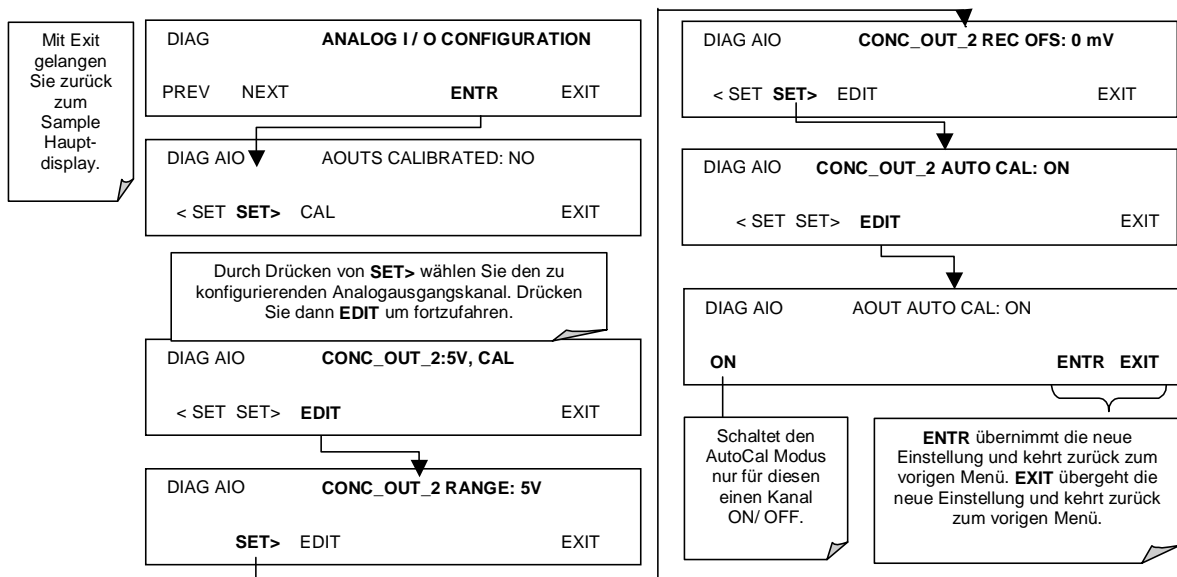 Mit Exit
gelangen
Sie zurück
zum
Sample
Haupt-
display.
DIAG ANALOG I / O CONFIGURATION
PREV NEXT ENTR EXIT
DIAG AIO AOUTS CALIBRATED: NO
< SET SET> CAL EXIT
Durch Drücken von SET> wählen Sie den zu
konfigurierenden Analogausgangskanal. Drücken
Sie dann EDIT um fortzufahren.
DIAG AIO CONC_OUT_2:5V, CAL
< SET SET> EDIT EXIT
DIAG AIO CONC_OUT_2 RANGE: 5V
SET> EDIT EXIT
DIAG AIO CONC_OUT_2 REC OFS: 0 mV
< SET SET> EDIT EXIT
DIAG AIO CONC_OUT_2 AUTO CAL: ON
< SET SET> EDIT EXIT
DIAG AIO AOUT AUTO CAL: ON
ON ENTR EXIT
Schaltet den
AutoCal Modus
nur für diesen
einen Kanal
ON/ OFF.
ENTR übernimmt die neue
Einstellung und kehrt zurück zum
vorigen Menü. EXIT übergeht die
neue Einstellung und kehrt zurück
zum vorigen Menü.